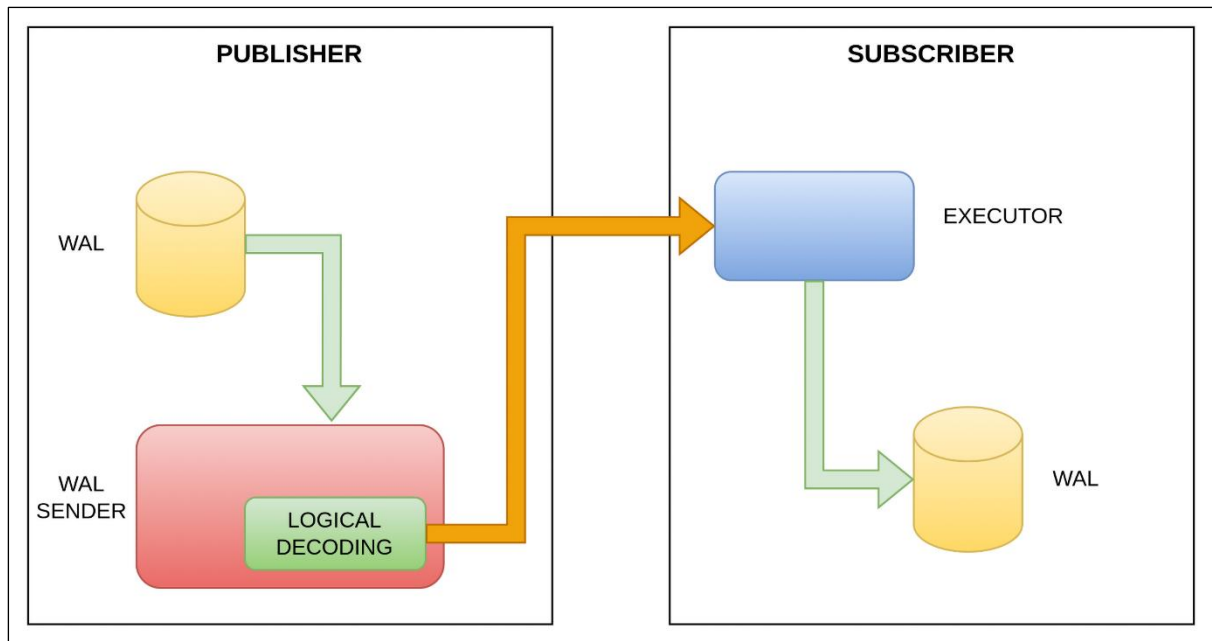 PUBLISHER
WAL
WAL
SENDER
LOGICAL
DECODING
SUBSCRIBER
EXECUTOR
WAL